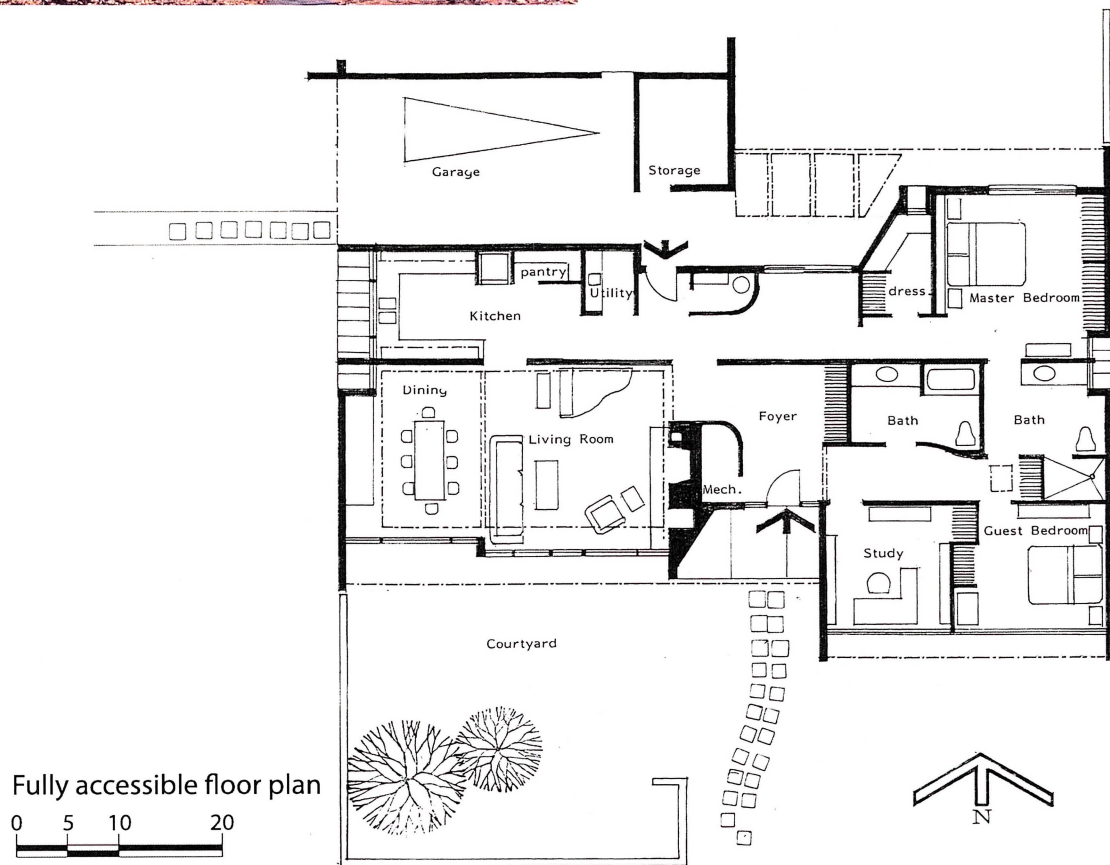 Garage
Storage
pantry
Utility
Kitchen
dress.
Master Bedroom
Dining
Living Room
Foyer
Bath
Bath
Mech.
Study
Guest Bedroom
Courtyard
Fully accessible floor plan
0 5 10 20
N